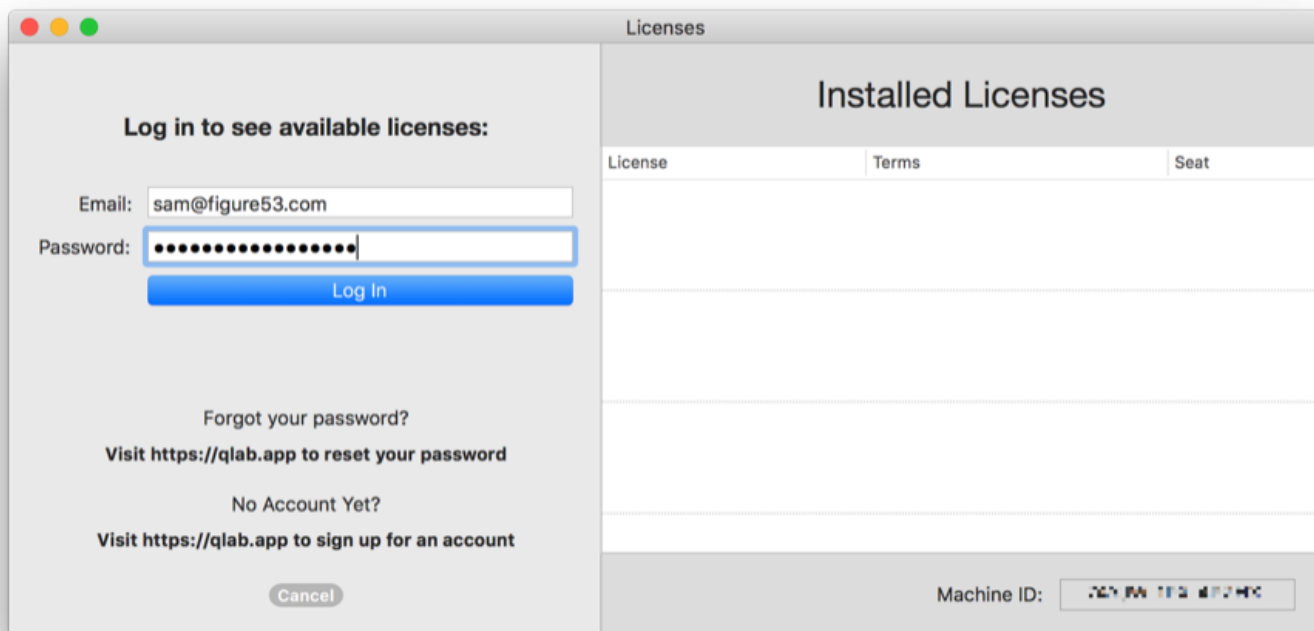 Licenses
Log in to see available licenses:
Email: sam@figure53.com
Password: •••••••••••••••••
Log In
Forgot your password?
Visit https://qlab.app to reset your password
No Account Yet?
Visit https://qlab.app to sign up for an account
Cancel
Installed Licenses
License Terms Seat
Machine ID: